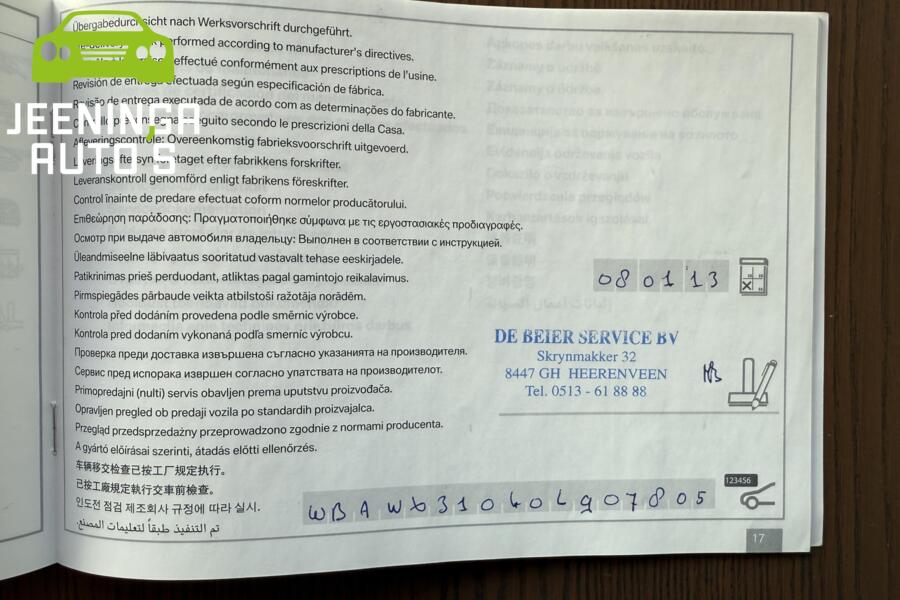 JEENINGA
AUTO'S
Übergabedurchsicht nach Werksvorschrift durchgeführt.
performed according to manufacturer's directives.
effectué conformément aux prescriptions de l'usine.
Revisión de entrega efectuada según especificación de fábrica.
Revisão de entrega executada de acordo com as determinações do fabricante.
eseguito secondo le prescrizioni della Casa.
Afleveringscontrole: Overeenkomstig fabrieksvoorschrift uitgevoerd.
foretaget efter fabrikkens forskrifter.
Leveranskontroll genomförd enligt fabrikens föreskrifter.
Control înainte de predare efectuat coform normelor producătorului.
Επιθεώρηση παράδοσης: Πραγματοποιήθηκε σύμφωνα με τις εργοστασιακές προδιαγραφές.
Осмотр при выдаче автомобиля владельцу: Выполнен в соответствии с инструкцией.
Üleandmiseelne läbivaatus sooritatud vastavalt tehase eeskirjadele.
Patikrinimas prieš perduodant, atliktas pagal gamintojo reikalavimus.
Pirmspiegādes pārbaude veikta atbilstoši ražotāja norādēm.
Kontrola před dodáním provedena podle směrnic výrobce.
Kontrola pred dodaním vykonaná podľa smerníc výrobcu.
Проверка преди доставка извършена съгласно указанията на производителя.
Сервис пред испорака извршен согласно упатствата на производителот.
Primopredajni (nulti) servis obavljen prema uputstvu proizvođača.
Opravljen pregled ob predaji vozila po standardih proizvajalca.
Przegląd przedsprzedażny przeprowadzono zgodnie z normami producenta.
A gyártó előírásai szerinti, átadás előtti ellenőrzés.
车辆移交检查已按工厂规定执行。
已按工廠規定執行交車前檢查。
인도전 점검 제조회사 규정에 따라 실시.
تم التنفيذ طبقاً لتعليمات المصنع.
080113
DE BEIER SERVICE BV
Skrynmakker 32
8447 GH HEERENVEEN
Tel. 0513 - 61 88 88
123456
WBAWX31040L907805
17